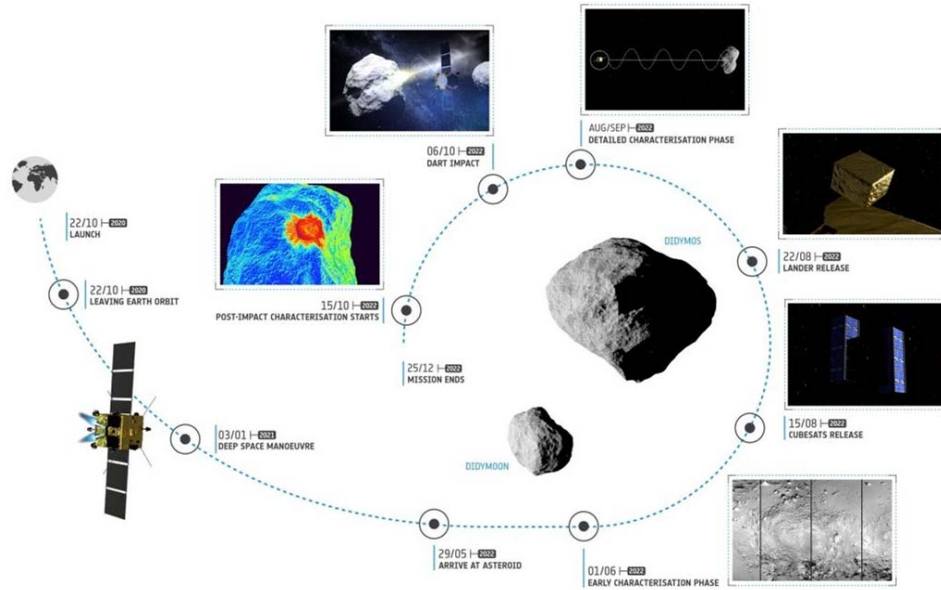 22/10 2020
LAUNCH
22/10 2020
LEAVING EARTH ORBIT
03/01 2021
DEEP SPACE MANOEUVRE
29/05 2022
ARRIVE AT ASTEROID
01/06 2022
EARLY CHARACTERISATION PHASE
15/08 2022
CUBESATS RELEASE
22/08 2022
LANDER RELEASE
AUG/SEP 2022
DETAILED CHARACTERISATION PHASE
06/10 2022
DART IMPACT
15/10 2022
POST-IMPACT CHARACTERISATION STARTS
25/12 2022
MISSION ENDS
DIDYMOS
DIDYMOON